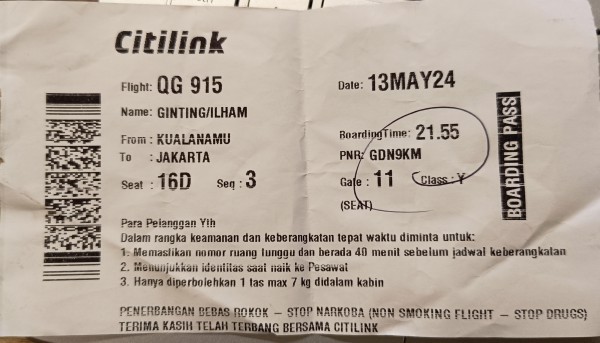 Citilink
Flight: QG 915 Date: 13MAY24
Name: GINTING/ILHAM
From : KUALANAMU BoardingTime: 21.55
To : JAKARTA PNR: GDN9KM
Seat : 16D Seq : 3 Gate : 11 Class : Y
(SEAT)
BOARDING PASS
Para Pelanggan Yth
Dalam rangka keamanan dan keberangkatan tepat waktu diminta untuk:
1. Memastikan nomor ruang tunggu dan berada 40 menit sebelum jadwal keberangkatan
2. Menunjukkan identitas saat naik ke Pesawat
3. Hanya diperbolehkan 1 tas max 7 kg didalam kabin
PENERBANGAN BEBAS ROKOK – STOP NARKOBA (NON SMOKING FLIGHT – STOP DRUGS)
TERIMA KASIH TELAH TERBANG BERSAMA CITILINK